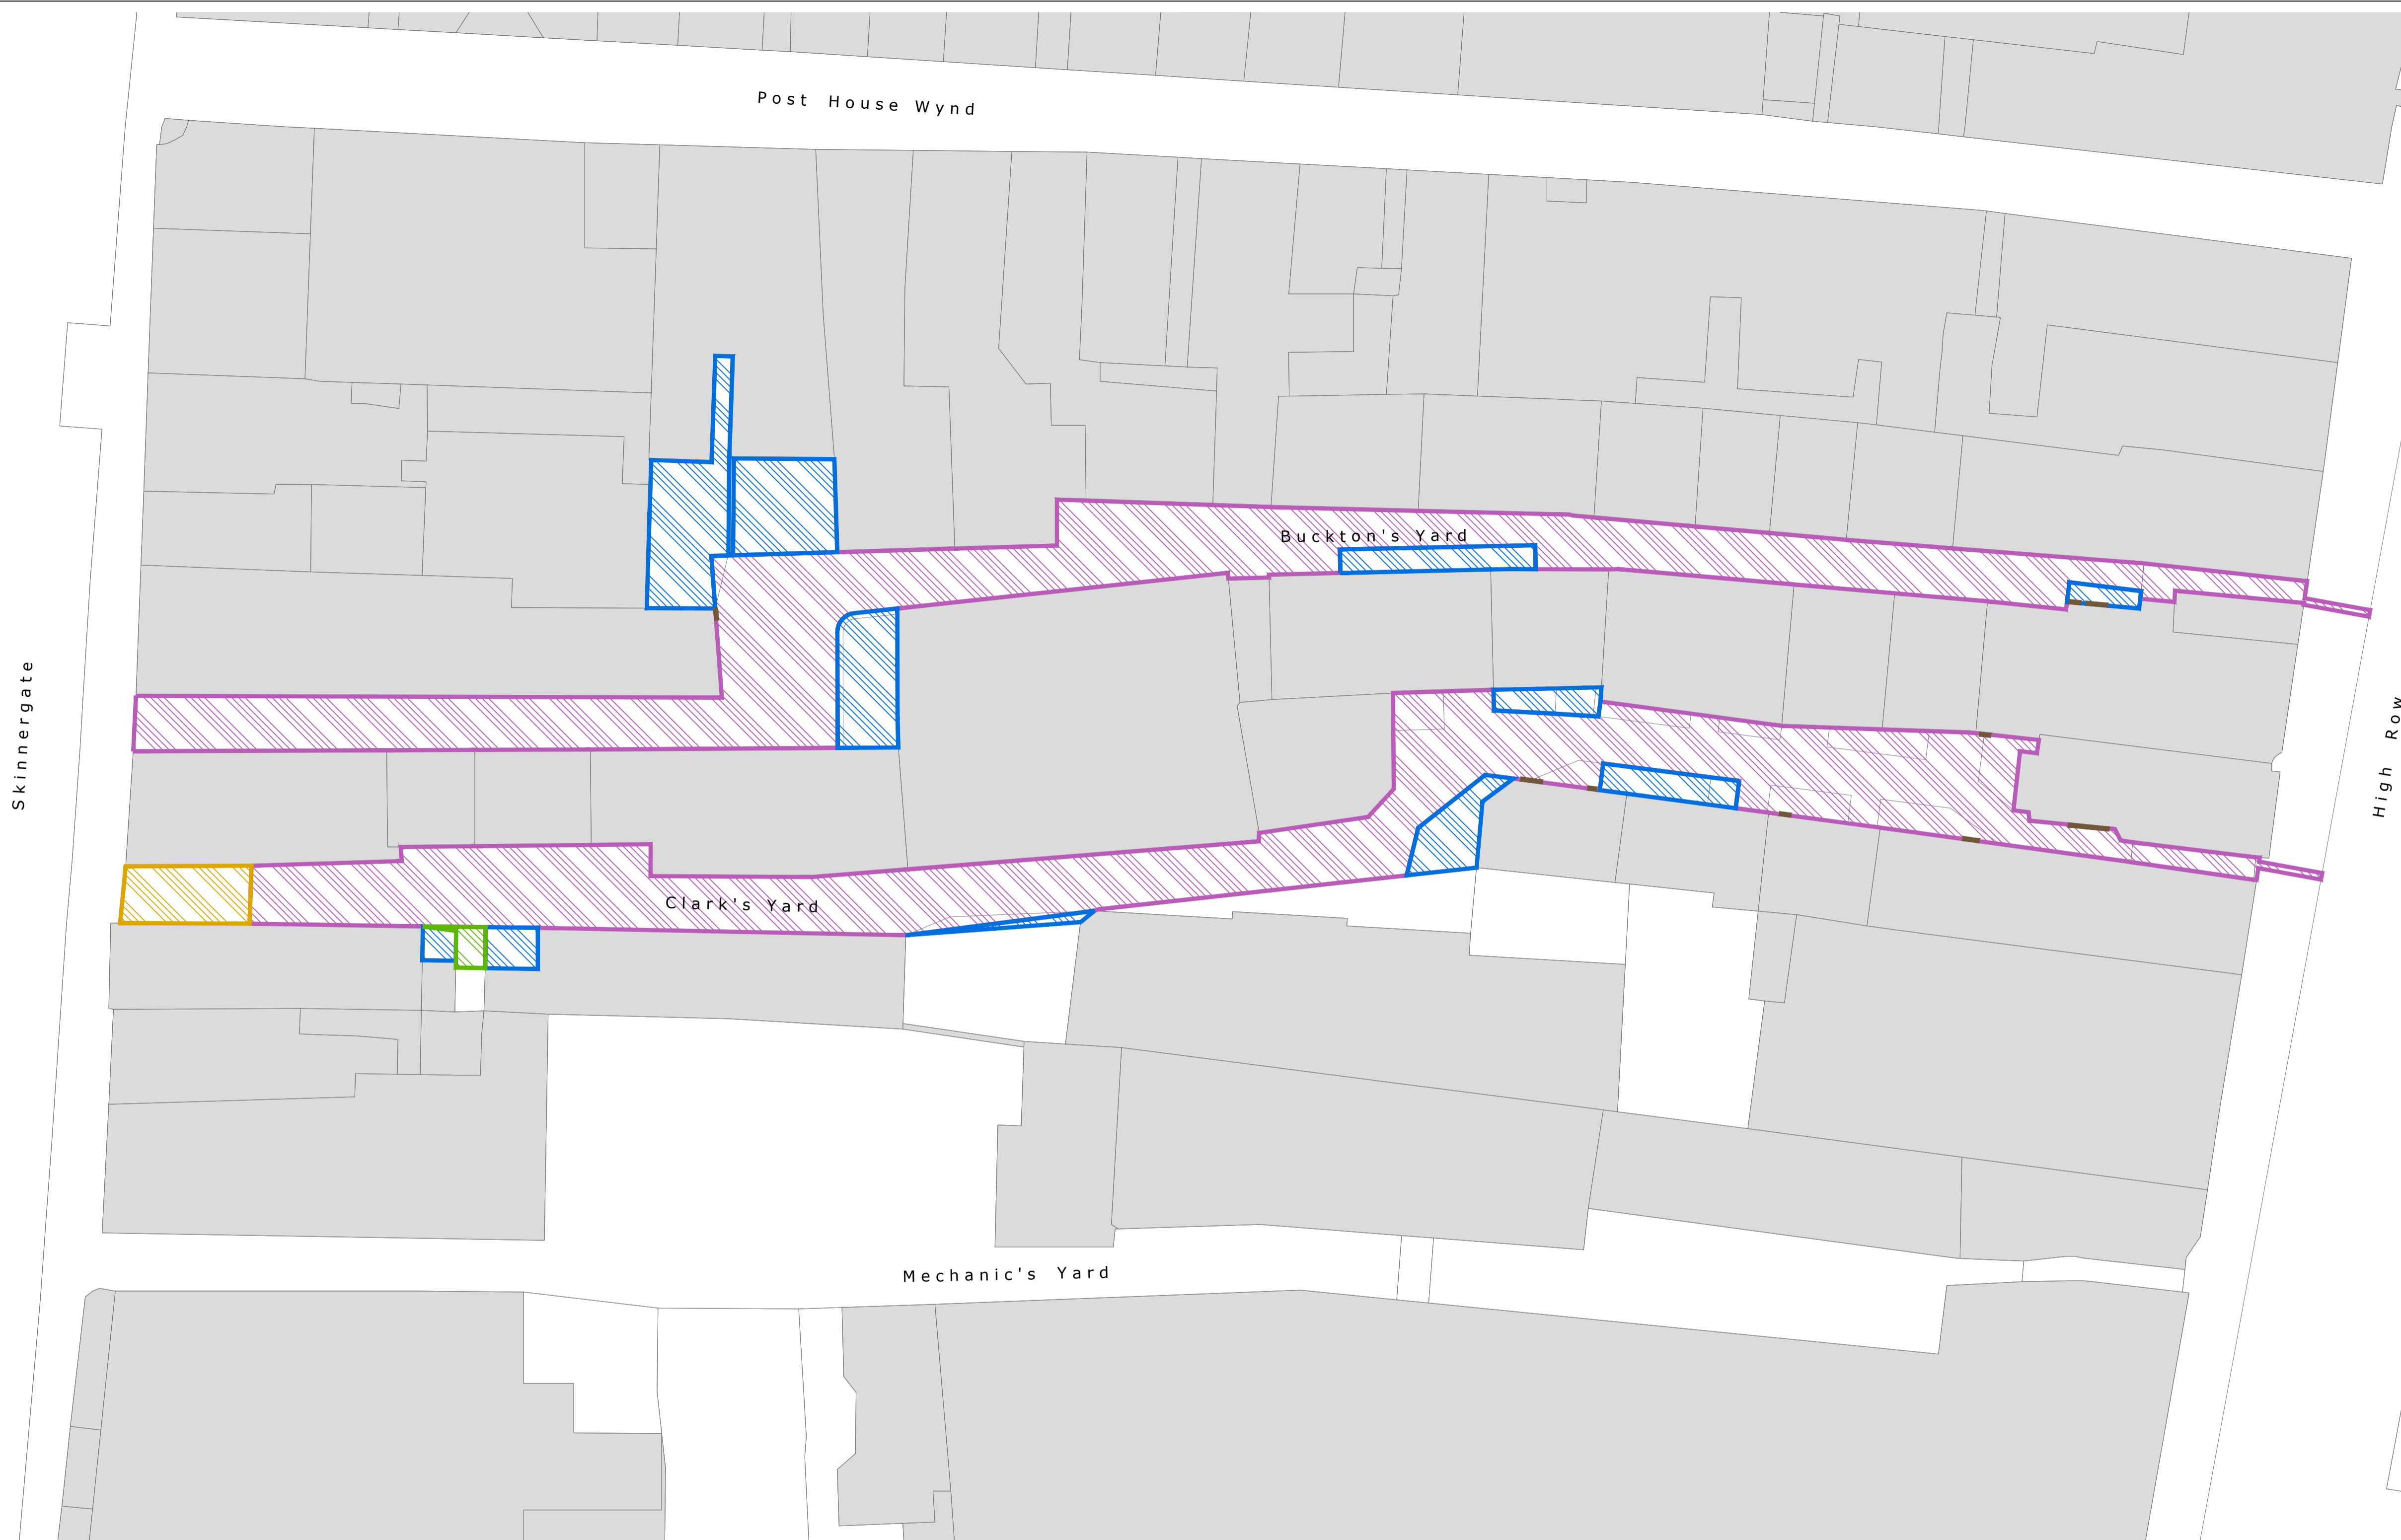 Post House Wynd
Buckton's Yard
Skinnergate
High Row
Clark's Yard
Mechanic's Yard